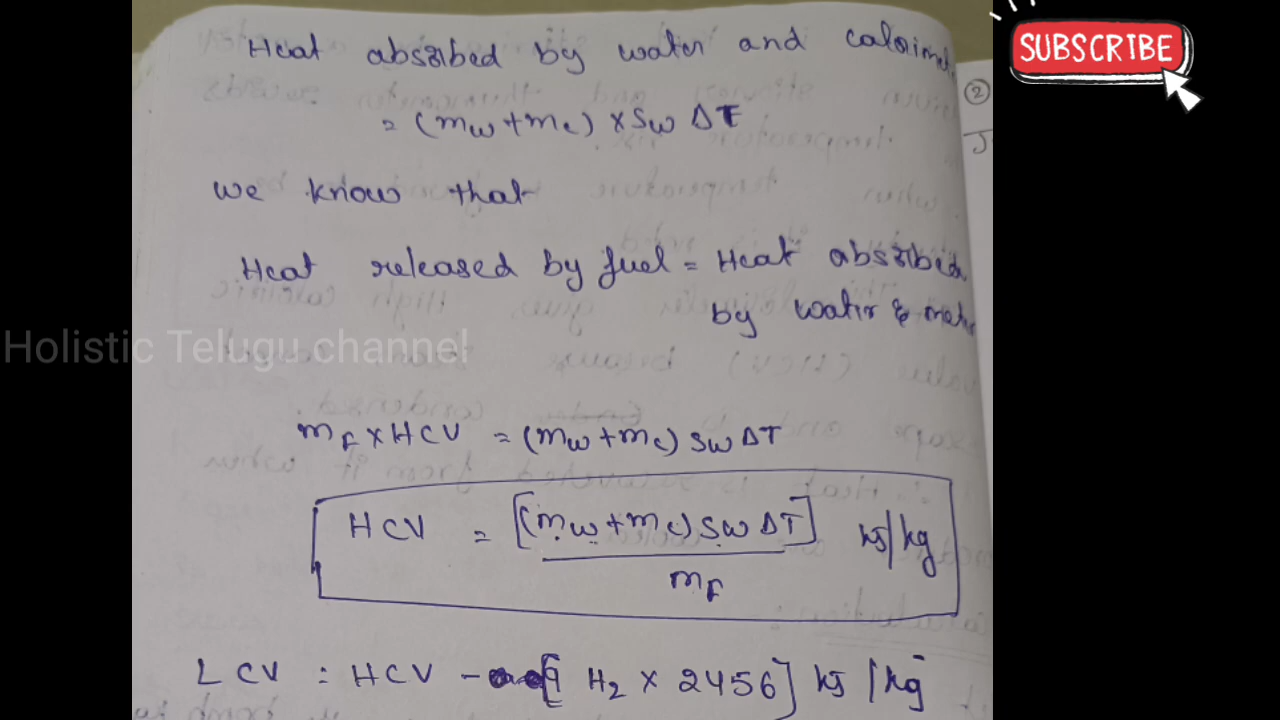 Heat absorbed by water and calorimet
= (mw+mc) x Sw ΔT
we know that
Heat released by fuel = Heat absorbed
by water &
mF x HCV = (mw+mc) Sw ΔT
HCV = [(mw+mc) Sw ΔT] / mF kJ/kg
LCV : HCV - [9 H2 x 2456] kJ/kg
SUBSCRIBE
2
J
Holistic Telugu channel